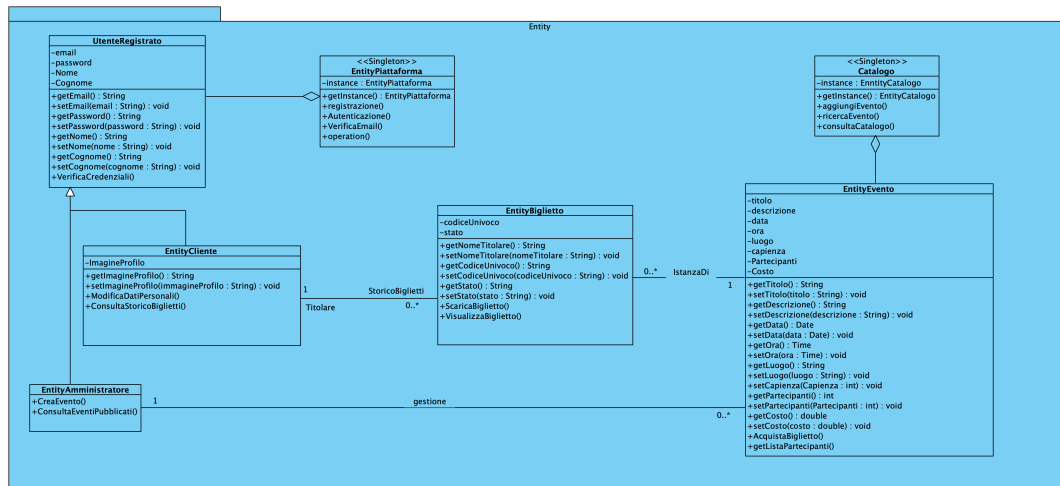 Entity
UtenteRegistrato
-email
-password
-Nome
-Cognome
+getEmail() : String
+setEmail(email : String) : void
+getPassword() : String
+setPassword(password : String) : void
+getNome() : String
+setNome(nome : String) : void
+getCognome() : String
+setCognome(cognome : String) : void
+VerificaCredenziali()
<<Singleton>>
EntityPiattaforma
-instance : EntityPiattaforma
+getInstance() : EntityPiattaforma
+registrazione()
+Autenticazione()
+VerificaEmail()
+operation()
<<Singleton>>
Catalogo
-instance : EnntityCatalogo
+getInstance() : EntityCatalogo
+aggiungiEvento()
+ricercaEvento()
+consultaCatalogo()
EntityCliente
-ImagineProfilo
+getImagineProfilo() : String
+setImagineProfilo(immagineProfilo : String) : void
+ModificaDatiPersonali()
+ConsultaStoricoBiglietti()
1
Titolare
StoricoBiglietti
0..*
EntityBiglietto
-codiceUnivoco
-stato
+getNomeTitolare() : String
+setNomeTitolare(nomeTitolare : String) : void
+getCodiceUnivoco() : String
+setCodiceUnivoco(codiceUnivoco : String) : void
+getStato() : String
+setStato(stato : String) : void
+ScaricaBiglietto()
+VisualizzaBiglietto()
0..*
IstanzaDi
1
EntityEvento
-titolo
-descrizione
-data
-ora
-luogo
-capienza
-Partecipanti
-Costo
+getTitolo() : String
+setTitolo(titolo : String) : void
+getDescrizione() : String
+setDescrizione(descrizione : String) : void
+getData() : Date
+setData(data : Date) : void
+getOra() : Time
+setOra(ora : Time) : void
+getLuogo() : String
+setLuogo(luogo : String) : void
+setCapienza(Capienza : int) : void
+getPartecipanti() : int
+setPartecipanti(Partecipanti : int) : void
+getCosto() : double
+setCosto(costo : double) : void
+AcquistaBiglietto()
+getListaPartecipanti()
EntityAmministratore
+CreaEvento()
+ConsultaEventiPubblicati()
1
gestione
0..*